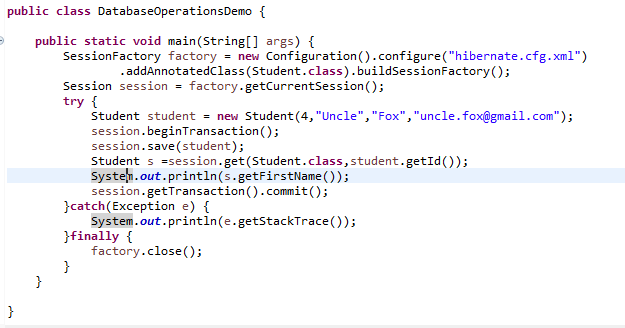 public class DatabaseOperationsDemo {
public static void main(String[] args) {
SessionFactory factory = new Configuration().configure("hibernate.cfg.xml")
.addAnnotatedClass(Student.class).buildSessionFactory();
Session session = factory.getCurrentSession();
try {
Student student = new Student(4,"Uncle","Fox","uncle.fox@gmail.com");
session.beginTransaction();
session.save(student);
Student s =session.get(Student.class,student.getId());
System.out.println(s.getFirstName());
session.getTransaction().commit();
}catch(Exception e) {
System.out.println(e.getStackTrace());
}finally {
factory.close();
}
}
}